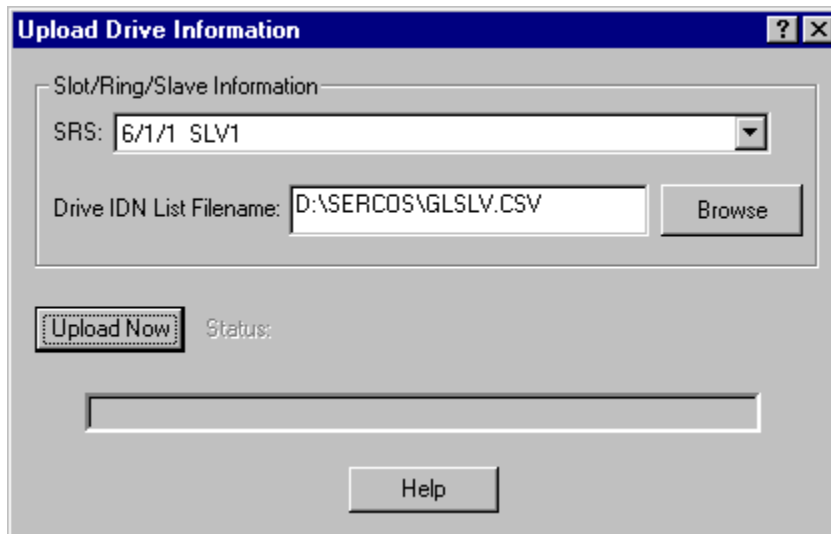 Upload Drive Information
Slot/Ring/Slave Information
SRS: 6/1/1 SLV1
Drive IDN List Filename: D:\SERCOS\GLSLV.CSV Browse
Upload Now Status:
Help